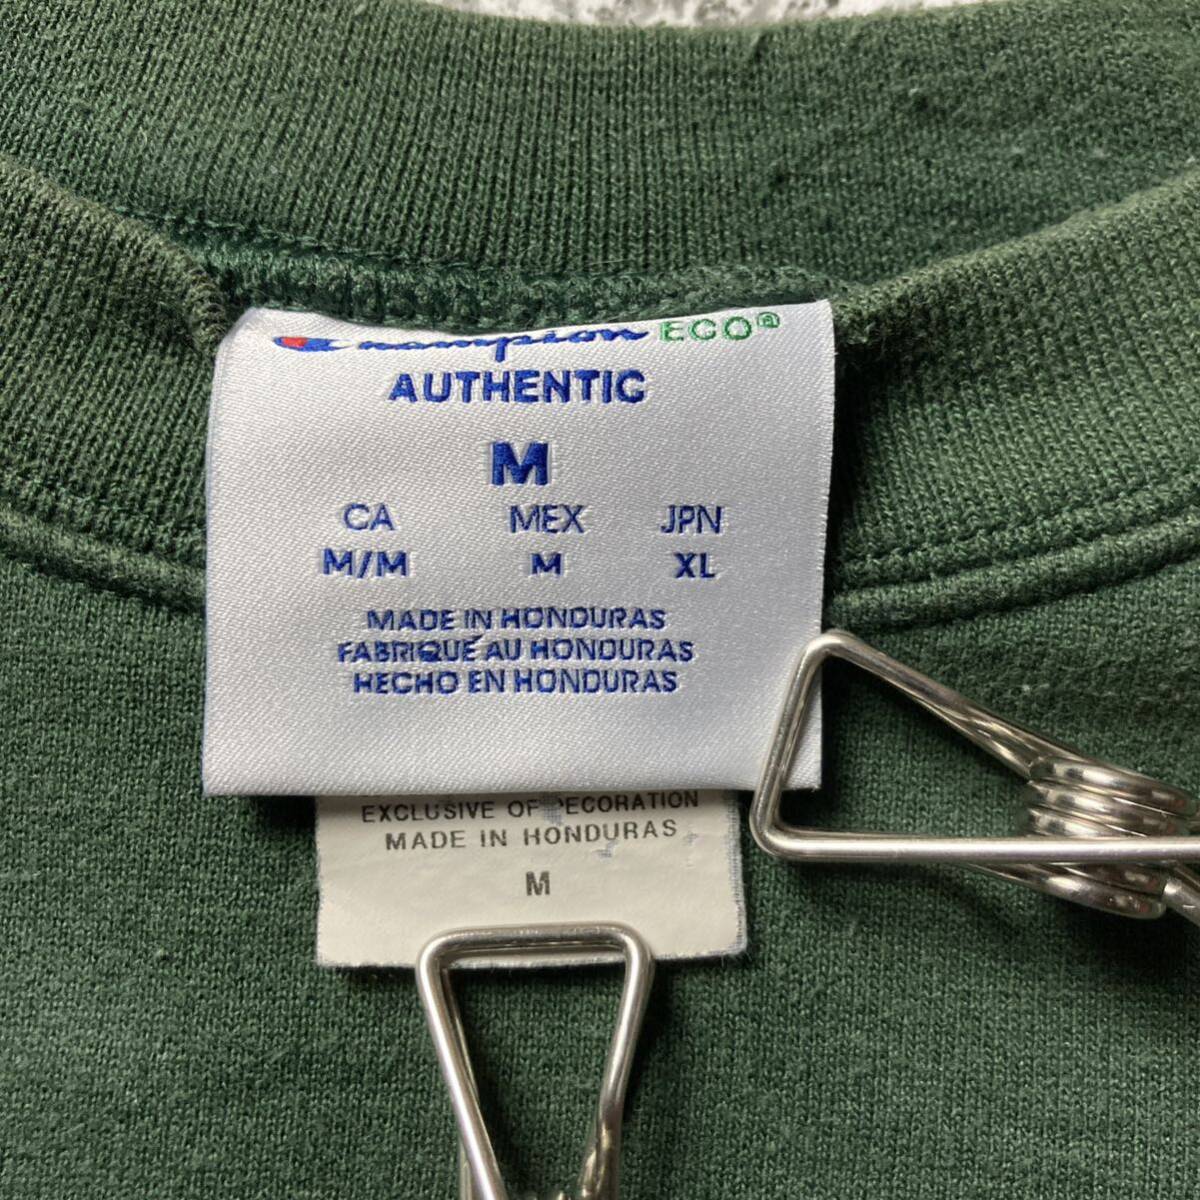 Champion ECO®
AUTHENTIC
M
CA MEX JPN
M/M M XL
MADE IN HONDURAS
FABRIQUÉ AU HONDURAS
HECHO EN HONDURAS
EXCLUSIVE OF DECORATION
MADE IN HONDURAS
M